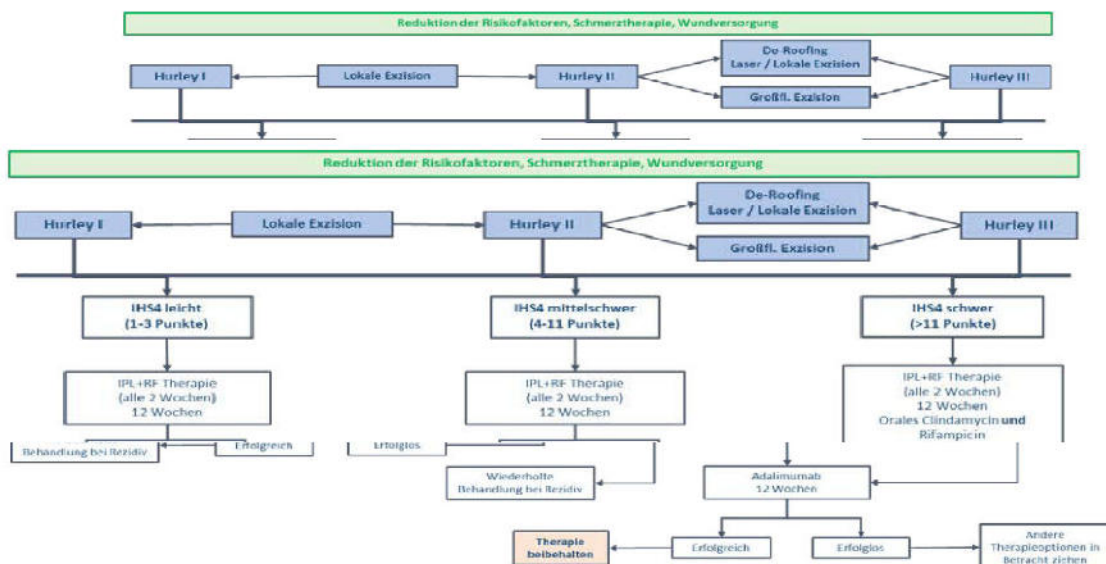 Reduktion der Risikofaktoren, Schmerztherapie, Wundversorgung
De-Roofing
Laser / Lokale Exzision
Hurley I
Lokale Exzision
Hurley II
Hurley III
Großfl. Exzision
Reduktion der Risikofaktoren, Schmerztherapie, Wundversorgung
De-Roofing
Laser / Lokale Exzision
Hurley I
Lokale Exzision
Hurley II
Hurley III
Großfl. Exzision
IHS4 leicht
(1-3 Punkte)
IHS4 mittelschwer
(4-11 Punkte)
IHS4 schwer
(>11 Punkte)
IPL+RF Therapie
(alle 2 Wochen)
12 Wochen
IPL+RF Therapie
(alle 2 Wochen)
12 Wochen
IPL+RF Therapie
(alle 2 Wochen)
12 Wochen
Orales Clindamycin und
Rifampicin
Behandlung bei Rezidiv
Erfolgreich
Erfolglos
Wiederholte
Behandlung bei Rezidiv
Adalimumab
12 Wochen
Therapie
beibehalten
Erfolgreich
Erfolglos
Andere
Therapieoptionen in
Betracht ziehen